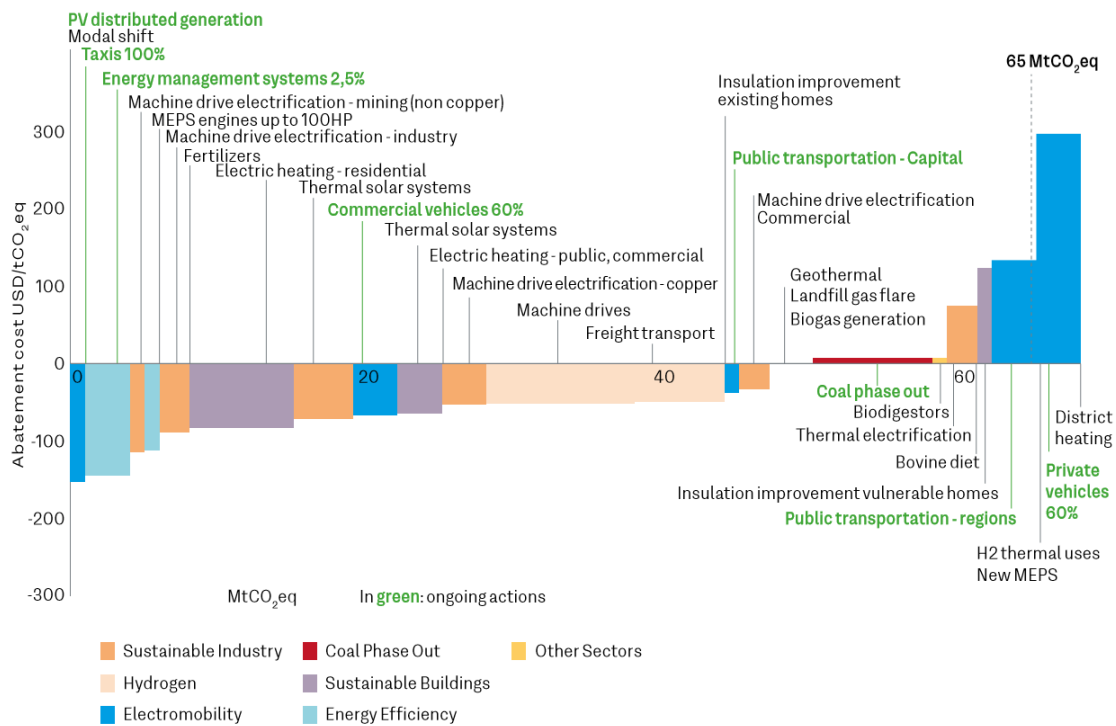 PV distributed generation
Modal shift
Taxis 100%
Energy management systems 2,5%
Machine drive electrification - mining (non copper)
MEPS engines up to 100HP
Machine drive electrification - industry
Fertilizers
Electric heating - residential
Thermal solar systems
Commercial vehicles 60%
Thermal solar systems
Electric heating - public, commercial
Machine drive electrification - copper
Machine drives
Freight transport
Insulation improvement
existing homes
Public transportation - Capital
Machine drive electrification
Commercial
Geothermal
Landfill gas flare
Biogas generation
65 MtCO₂eq
Abatement cost USD/tCO₂eq
300
200
100
0
-100
-200
-300
0
20
40
60
Coal phase out
Biodigestors
Thermal electrification
Bovine diet
Insulation improvement vulnerable homes
Public transportation - regions
District
heating
Private
vehicles
60%
H2 thermal uses
New MEPS
MtCO₂eq
In green: ongoing actions
Sustainable Industry
Coal Phase Out
Other Sectors
Hydrogen
Sustainable Buildings
Electromobility
Energy Efficiency